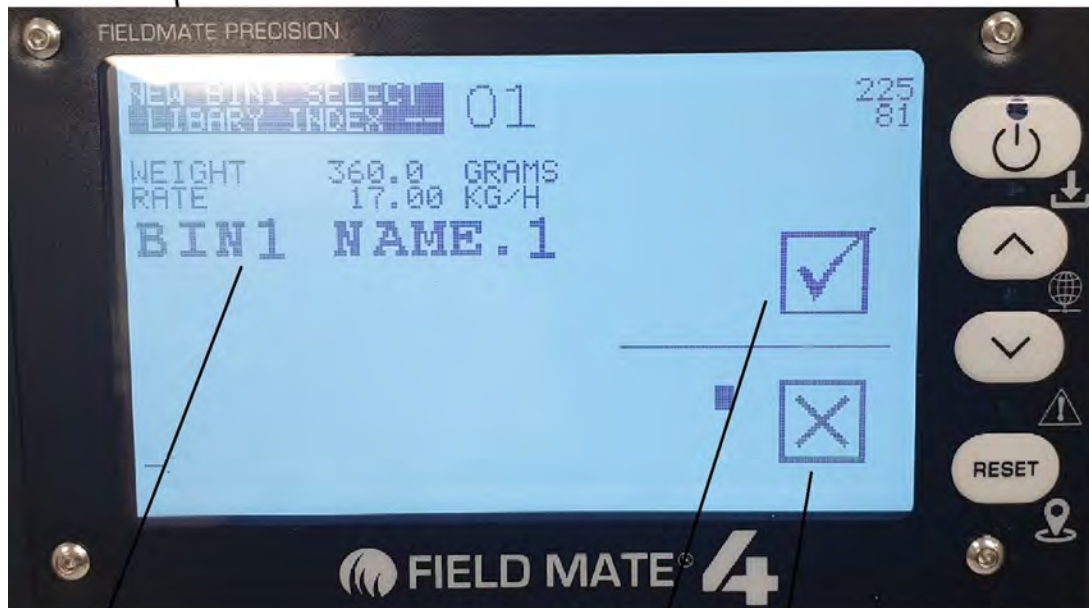 FIELDMATE PRECISION
NEW BIN1 SELECT
LIBARY INDEX -- 01
225
81
WEIGHT 360.0 GRAMS
RATE 17.00 KG/H
BIN1 NAME.1
RESET
FIELD MATE® 4